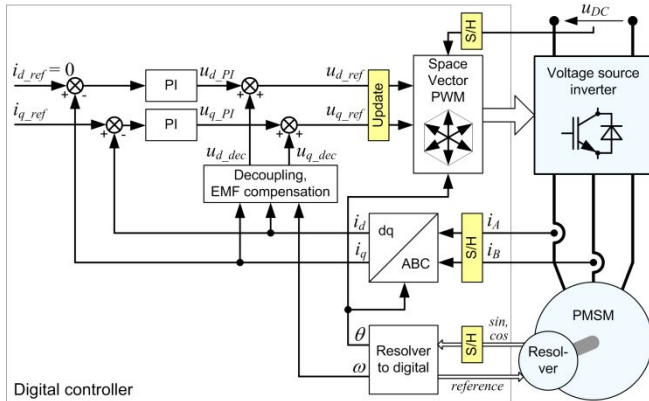 u_DC
S/H
i_d_ref = 0
+
-
PI
u_d_PI
+
+
u_d_ref
Space
Vector
PWM
Voltage source
inverter
i_q_ref
+
-
PI
u_q_PI
+
+
u_q_ref
Update
u_d_dec
u_q_dec
Decoupling,
EMF compensation
i_d
i_q
dq
ABC
S/H
i_A
i_B
PMSM
θ
ω
Resolver
to digital
S/H
sin,
cos
reference
Resol-
ver
Digital controller